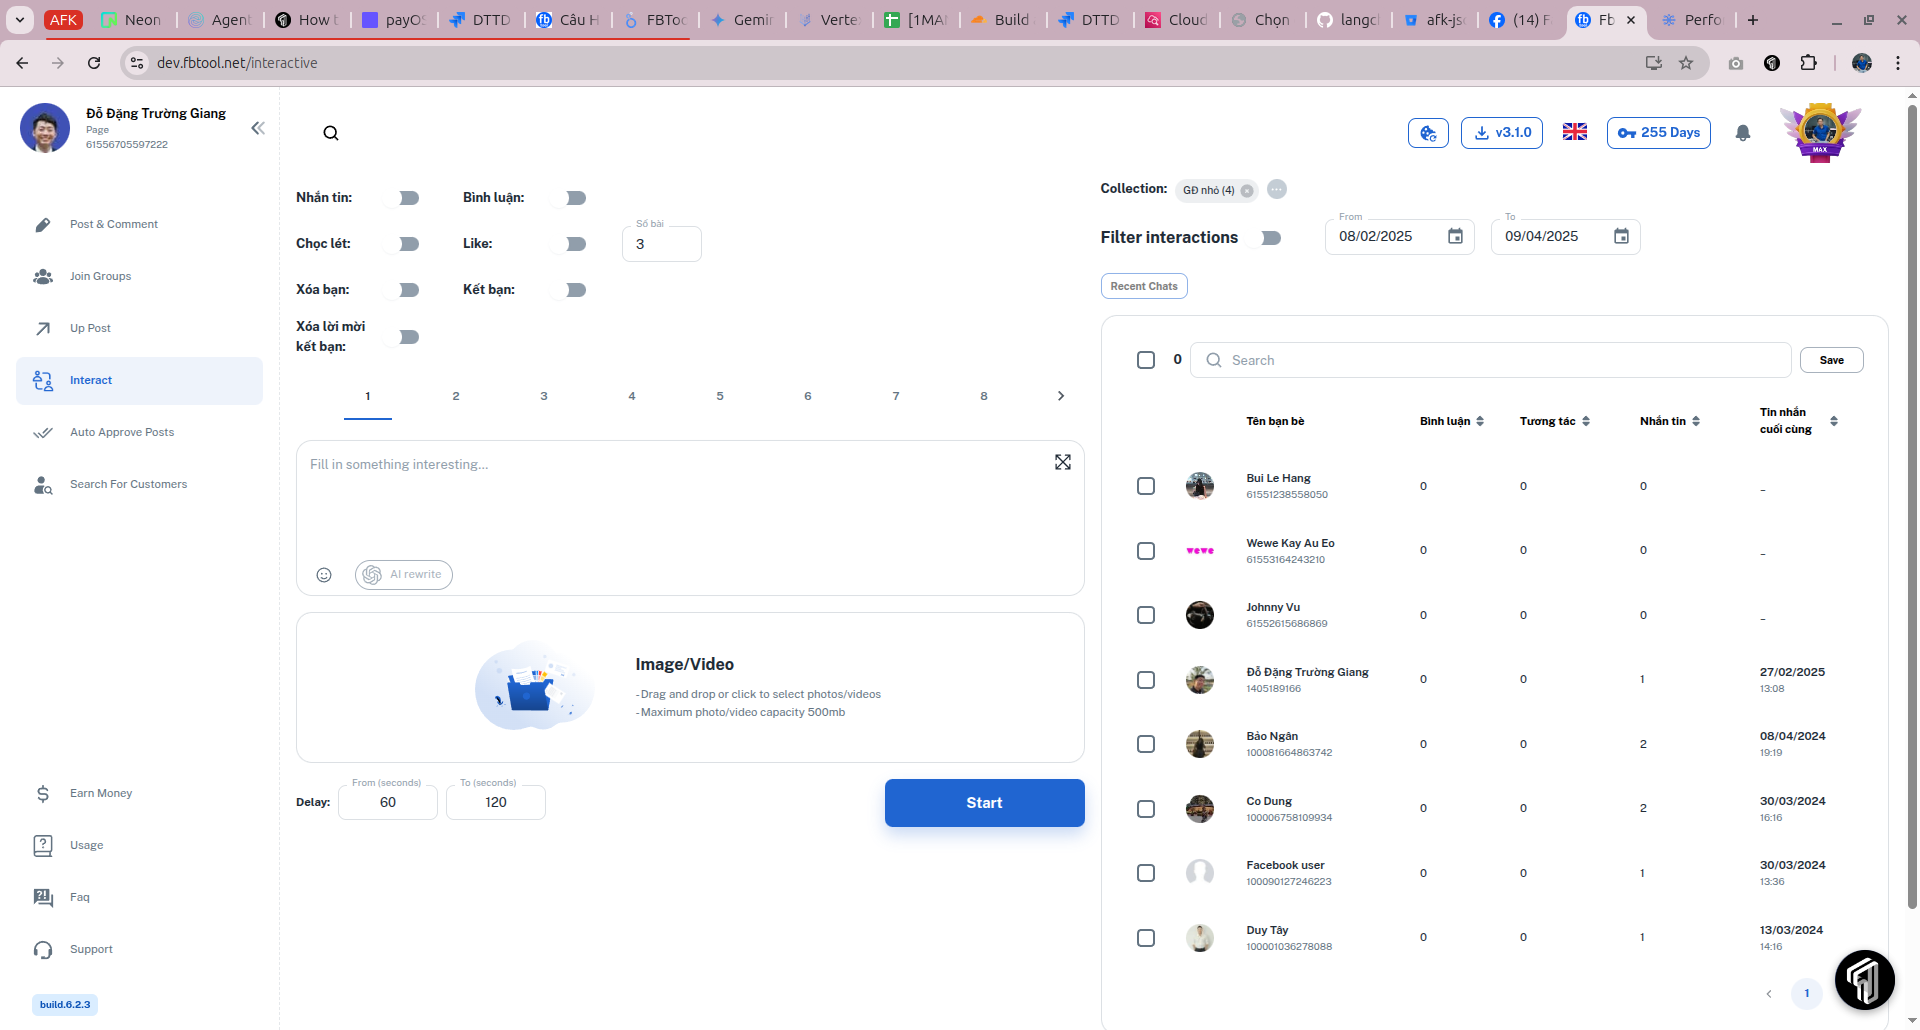 AFK
Neon
Agent
How t
payOS
DTTD
Câu H
FBToo
Gemin
Verte
[1MA
Build
DTTD
Cloud
Chọn
langc
afk-js
(14) F
Fb
Perfo
dev.fbtool.net/interactive
Đỗ Đặng Trường Giang
Page
61556705597222
v3.1.0
255 Days
MAX
Post & Comment
Join Groups
Up Post
Interact
Auto Approve Posts
Search For Customers
Earn Money
Usage
Faq
Support
build.6.2.3
Nhắn tin:
Bình luận:
Chọc lét:
Like:
Số bài
3
Xóa bạn:
Kết bạn:
Xóa lời mời
kết bạn:
1 2 3 4 5 6 7 8
Fill in something interesting...
AI rewrite
Image/Video
-Drag and drop or click to select photos/videos
-Maximum photo/video capacity 500mb
Delay:
From (seconds)
60
To (seconds)
120
Start
Collection:
GĐ nhỏ (4)
Filter interactions
From
08/02/2025
To
09/04/2025
Recent Chats
0
Search
Save
Tên bạn bè
Bình luận
Tương tác
Nhắn tin
Tin nhắn
cuối cùng
Bui Le Hang
61551238558050
0 0 0 _
Wewe Kay Au Eo
61553164243210
wewe
0 0 0 _
Johnny Vu
61552615686869
0 0 0 _
Đỗ Đặng Trường Giang
1405189166
0 0 1
27/02/2025
13:08
Bảo Ngân
100081664863742
0 0 2
08/04/2024
19:19
Co Dung
100006758109934
0 0 2
30/03/2024
16:16
Facebook user
100090127246223
0 0 1
30/03/2024
13:36
Duy Tây
100001036278088
0 0 1
13/03/2024
14:16
1